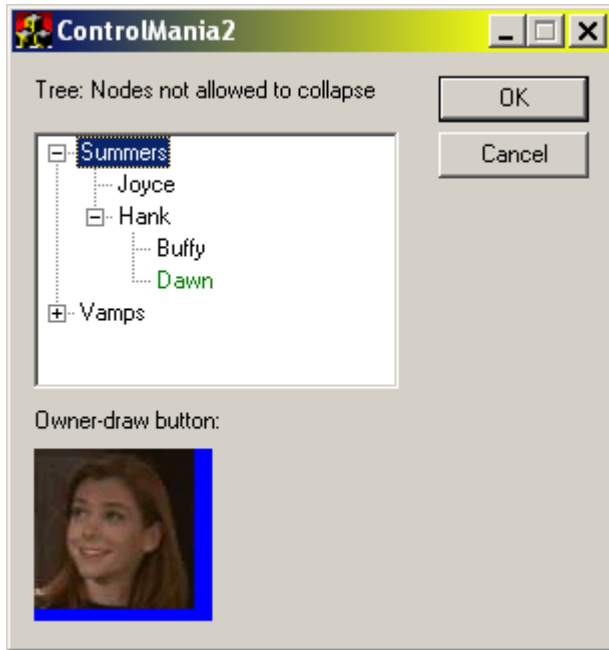 ControlMania2
Tree: Nodes not allowed to collapse
OK
Cancel
Summers
Joyce
Hank
Buffy
Dawn
Vamps
Owner-draw button: